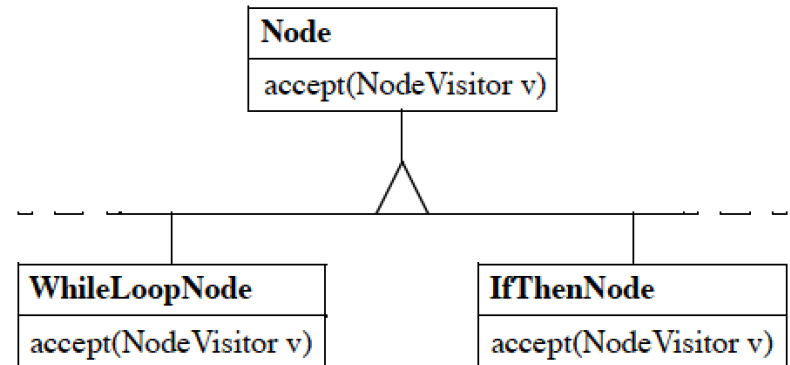 Node
accept(NodeVisitor v)
WhileLoopNode
IfThenNode
accept(NodeVisitor v)
accept(NodeVisitor v)